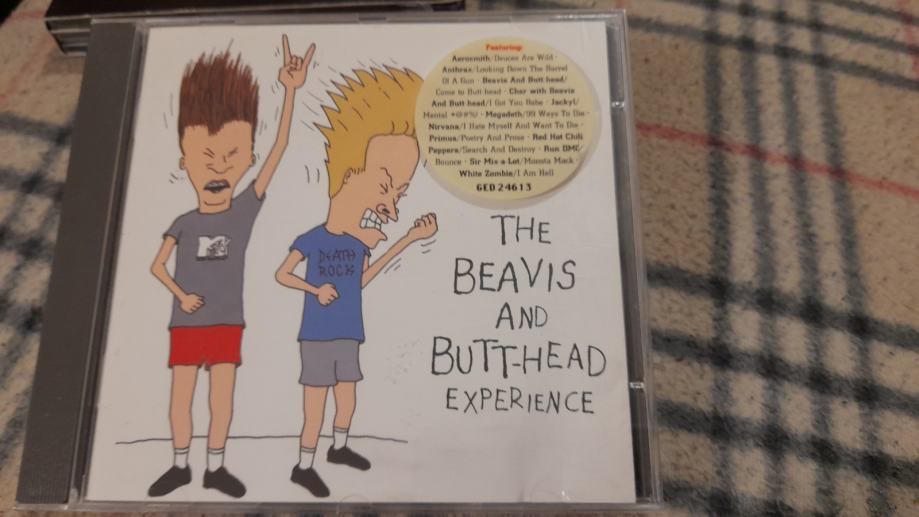 Featuring:
Aerosmith/Deuces Are Wild ·
Anthrax/Looking Down The Barrel
Of A Gun · Beavis And Butt-head/
Come to Butt-head · Cher with Beavis
And Butt-head/I Got You Babe · Jackyl/
Mental *@#%! · Megadeth/99 Ways To Die ·
Nirvana/I Hate Myself And Want To Die ·
Primus/Poetry And Prose · Red Hot Chili
Peppers/Search And Destroy · Run DMC/
Bounce · Sir Mix-a-Lot/Monsta Mack ·
White Zombie/I Am Hell
GED 24613
MTV
DEATH
ROCK
THE
BEAVIS
AND
BUTT-HEAD
EXPERIENCE